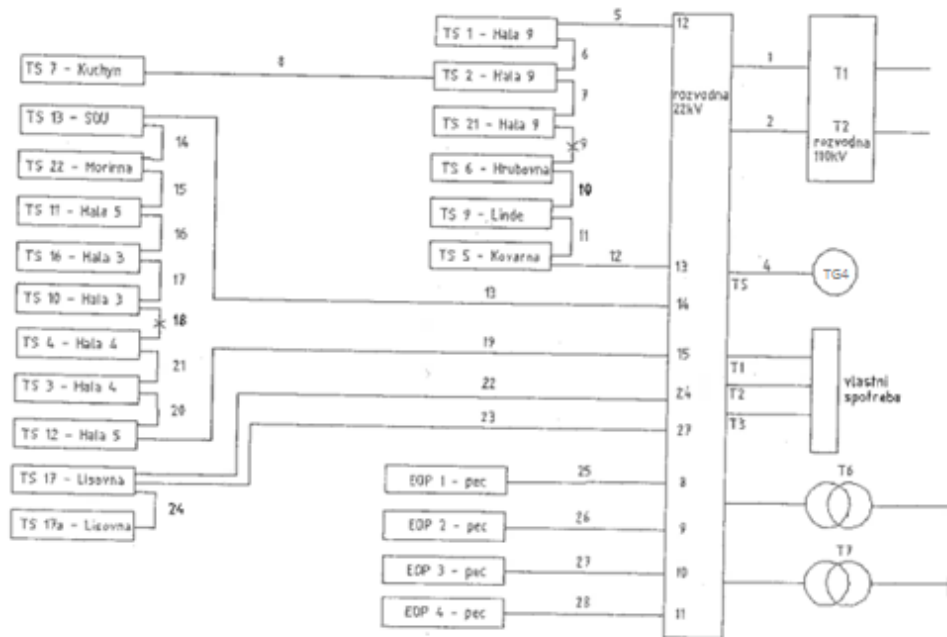 TS 1 - Hala 9
5
12
6
TS 7 - Kuchyn
8
TS 2 - Hala 9
7
TS 21 - Hala 9
9
TS 6 - Hrubovna
10
TS 9 - Linde
11
TS 5 - Kovarna
12
13
rozvodna
22kV
1
T1
2
T2
rozvodna
110kV
TS 13 - SOU
14
TS 22 - Morirna
15
TS 11 - Hala 5
16
TS 16 - Hala 3
17
TS 10 - Hala 3
18
TS 4 - Hala 4
21
TS 3 - Hala 4
20
TS 12 - Hala 5
TS 17 - Lisovna
24
TS 17a - Lisovna
13
14
19
15
22
24
23
27
4
T5
TG4
T1
T2
T3
vlastni
spotreba
EOP 1 - pec
25
8
EOP 2 - pec
26
9
EOP 3 - pec
27
10
EOP 4 - pec
28
11
T6
T7